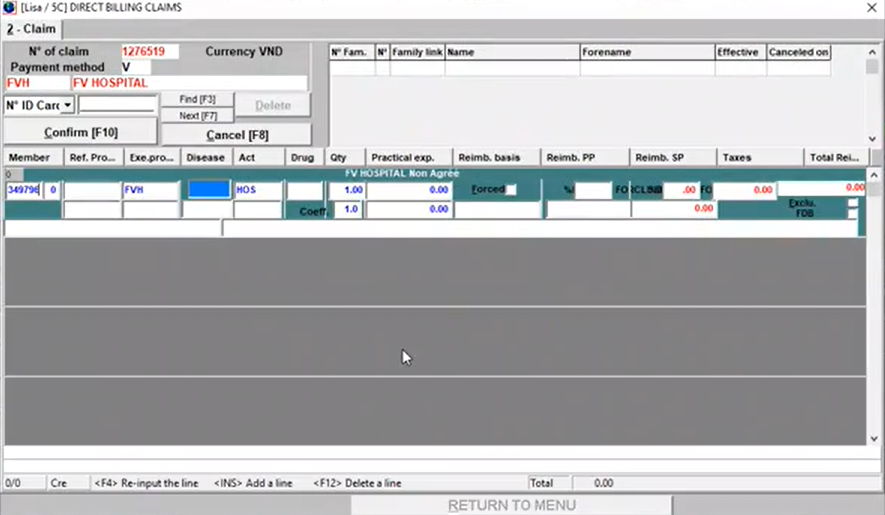 [Lisa / 5C] DIRECT BILLING CLAIMS
2 - Claim
N° of claim 1276519 Currency VND
Payment method V
FVH FV HOSPITAL
N° ID Carc
Find [F3]
Next [F7]
Delete
Confirm [F10]
Cancel [F8]
N° Fam. N° Family link Name Forename Effective Canceled on
Member Ref. Pro... Exe.pro... Disease Act Drug Qty Practical exp. Reimb. basis Reimb. PP Reimb. SP Taxes Total Rei...
0 FV HOSPITAL Non Agréé
349796 0 FVH HOS 1.00 0.00 Forced .00 FO 0.00 0.00
Coeff. 1.0 0.00 0.00 Exclu.
FDB
0/0 Cre <F4> Re-input the line <INS> Add a line <F12> Delete a line Total 0.00
RETURN TO MENU